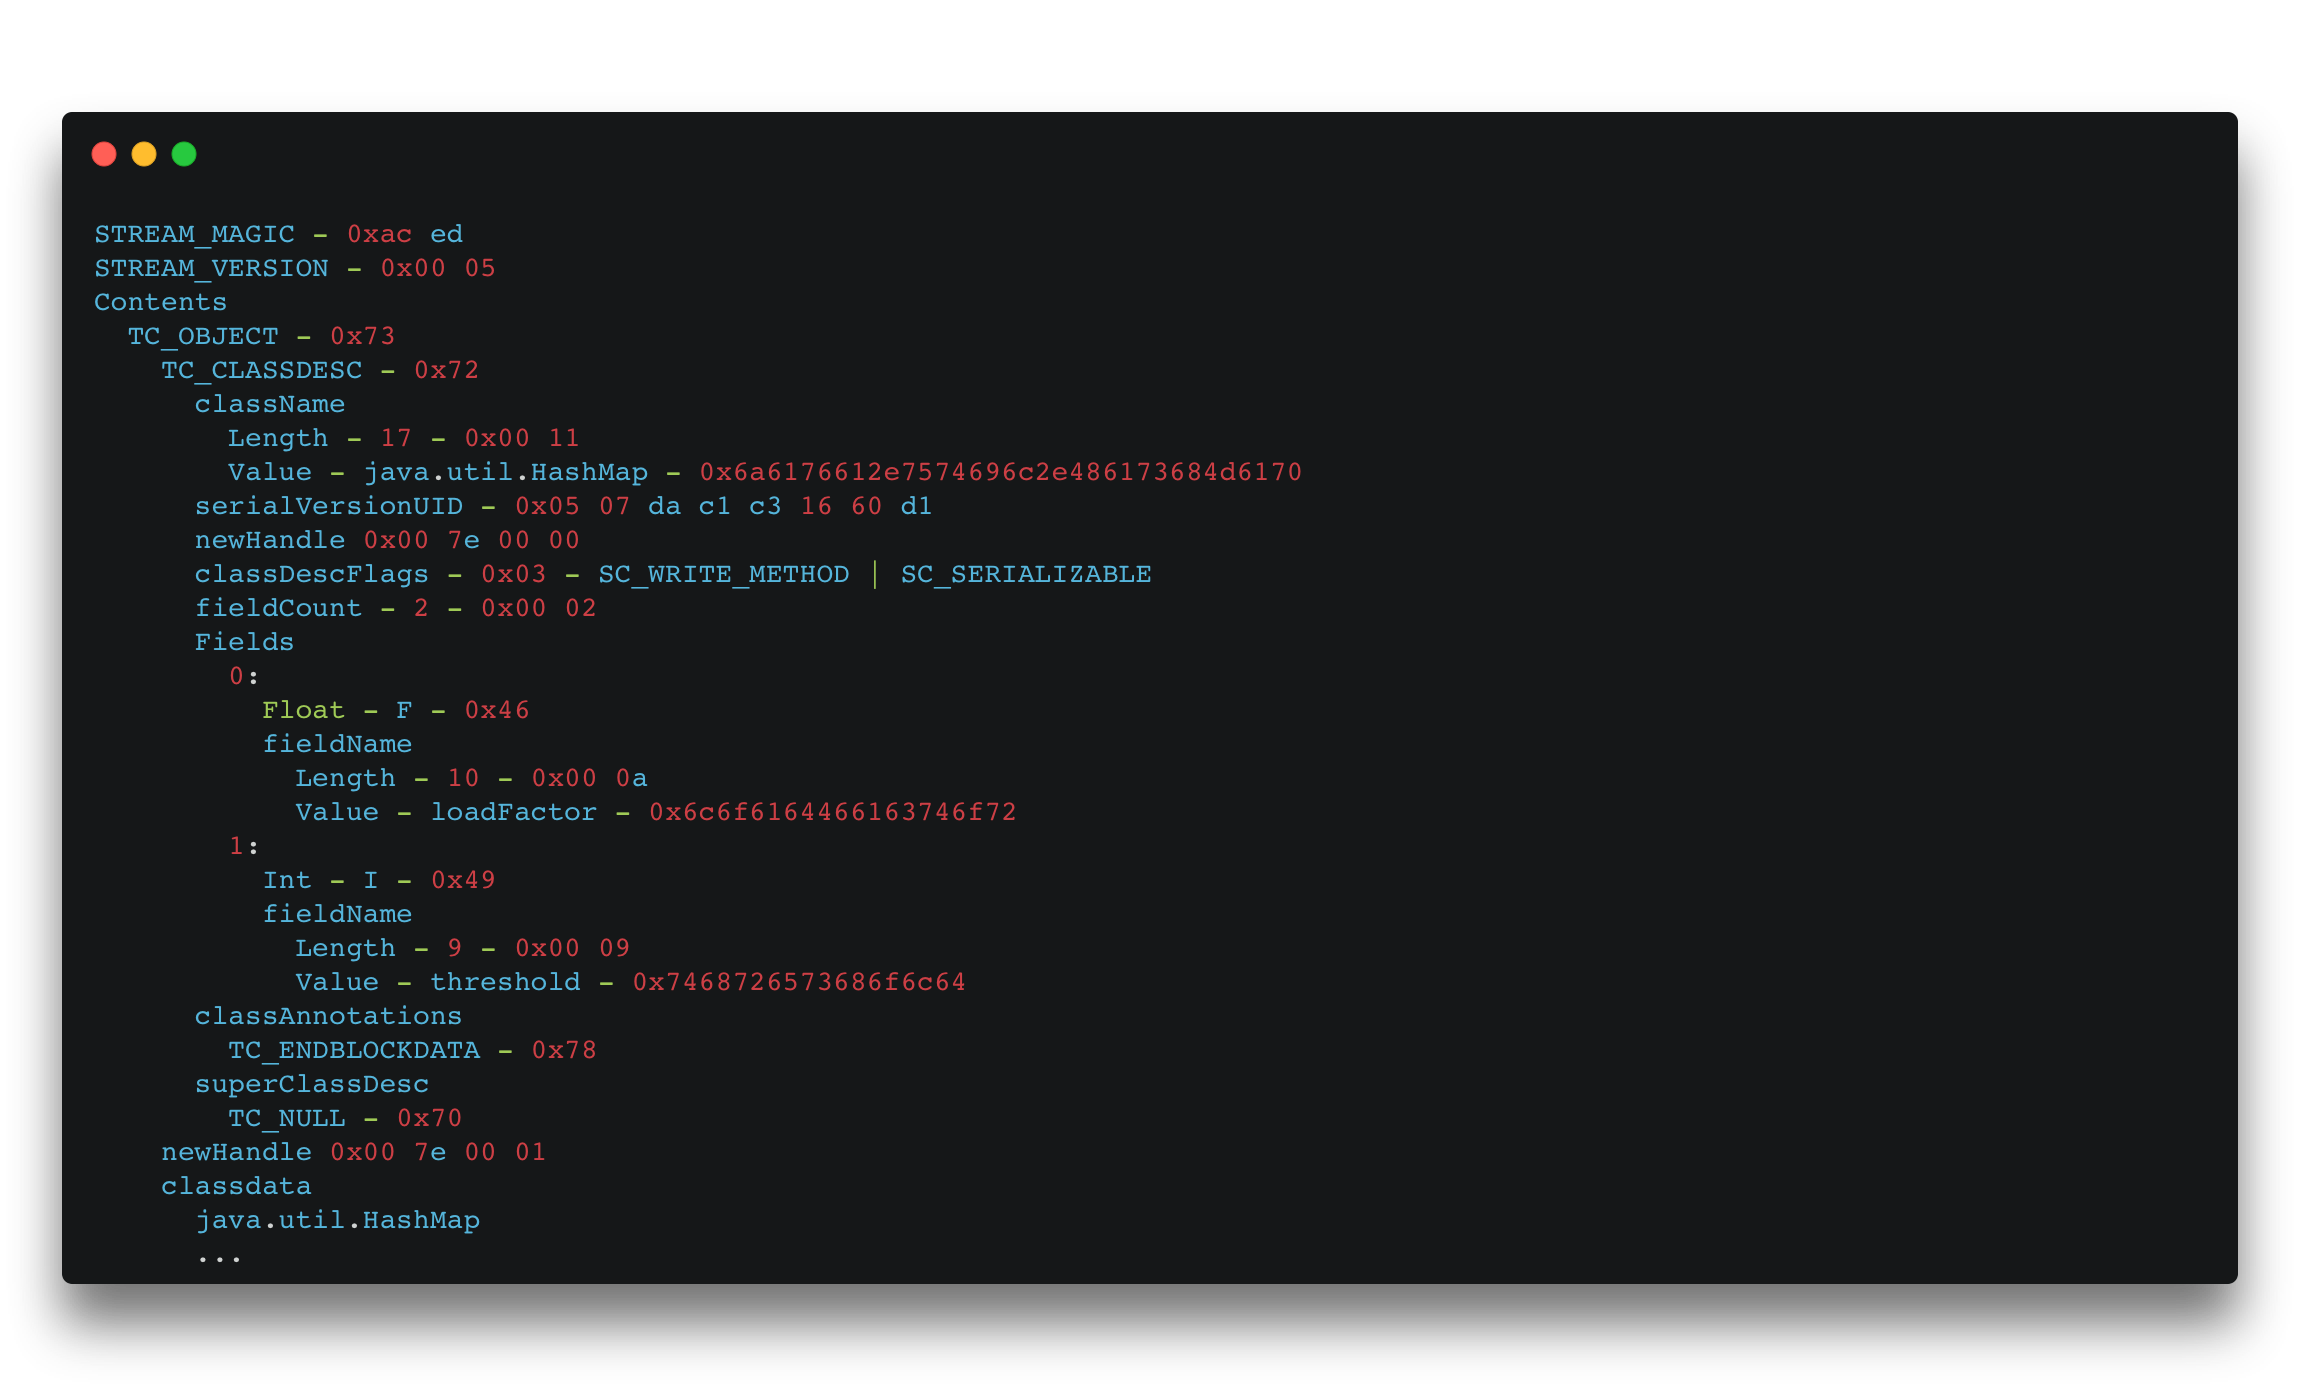 STREAM_MAGIC - 0xac ed
STREAM_VERSION - 0x00 05
Contents
  TC_OBJECT - 0x73
    TC_CLASSDESC - 0x72
      className
        Length - 17 - 0x00 11
        Value - java.util.HashMap - 0x6a6176612e7574696c2e486173684d6170
      serialVersionUID - 0x05 07 da c1 c3 16 60 d1
      newHandle 0x00 7e 00 00
      classDescFlags - 0x03 - SC_WRITE_METHOD | SC_SERIALIZABLE
      fieldCount - 2 - 0x00 02
      Fields
        0:
          Float - F - 0x46
          fieldName
            Length - 10 - 0x00 0a
            Value - loadFactor - 0x6c6f6164466163746f72
        1:
          Int - I - 0x49
          fieldName
            Length - 9 - 0x00 09
            Value - threshold - 0x7468726573686f6c64
      classAnnotations
        TC_ENDBLOCKDATA - 0x78
      superClassDesc
        TC_NULL - 0x70
    newHandle 0x00 7e 00 01
    classdata
      java.util.HashMap
      ...